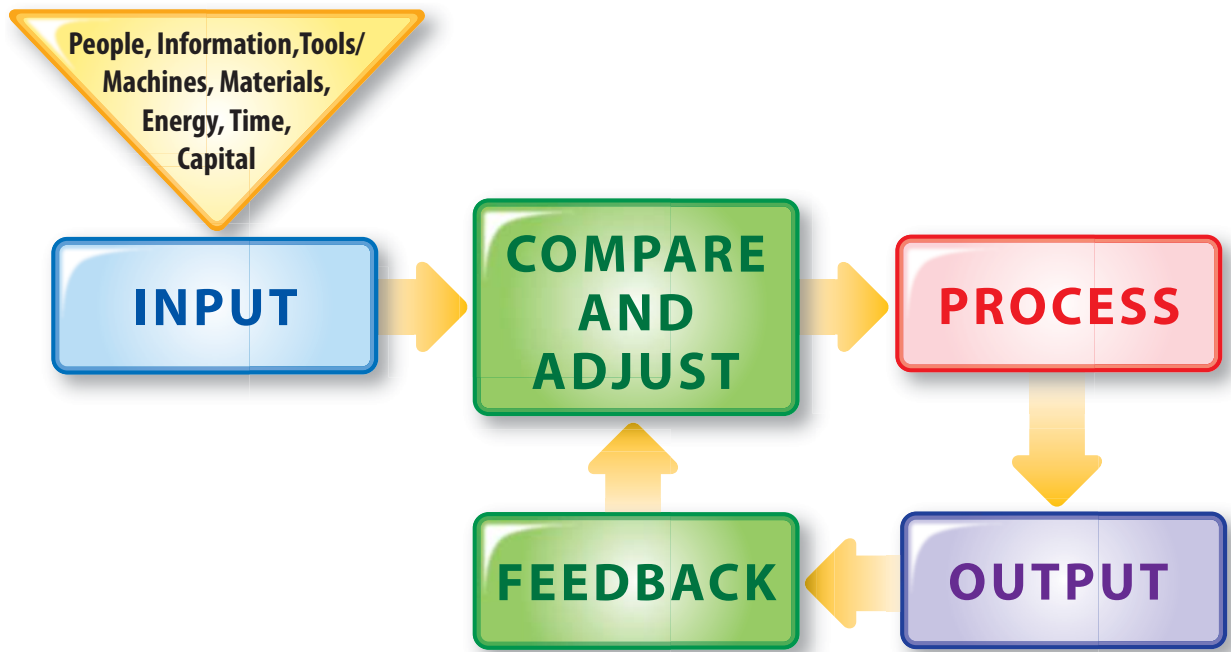 People, Information,Tools/
Machines, Materials,
Energy, Time,
Capital
INPUT
COMPARE
AND
ADJUST
PROCESS
FEEDBACK
OUTPUT